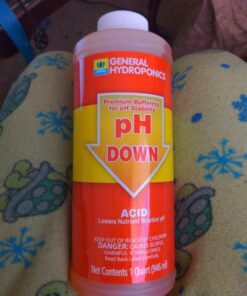 GENERAL
HYDROPONICS®
Premium Buffering
for pH Stability
pH
DOWN
ACID
Lowers Nutrient Solution pH
KEEP OUT OF REACH OF CHILDREN
DANGER: CAUSES BURNS.
HARMFUL IF SWALLOWED
Read Back Label Carefully
Net Contents 1 Quart (946 ml)